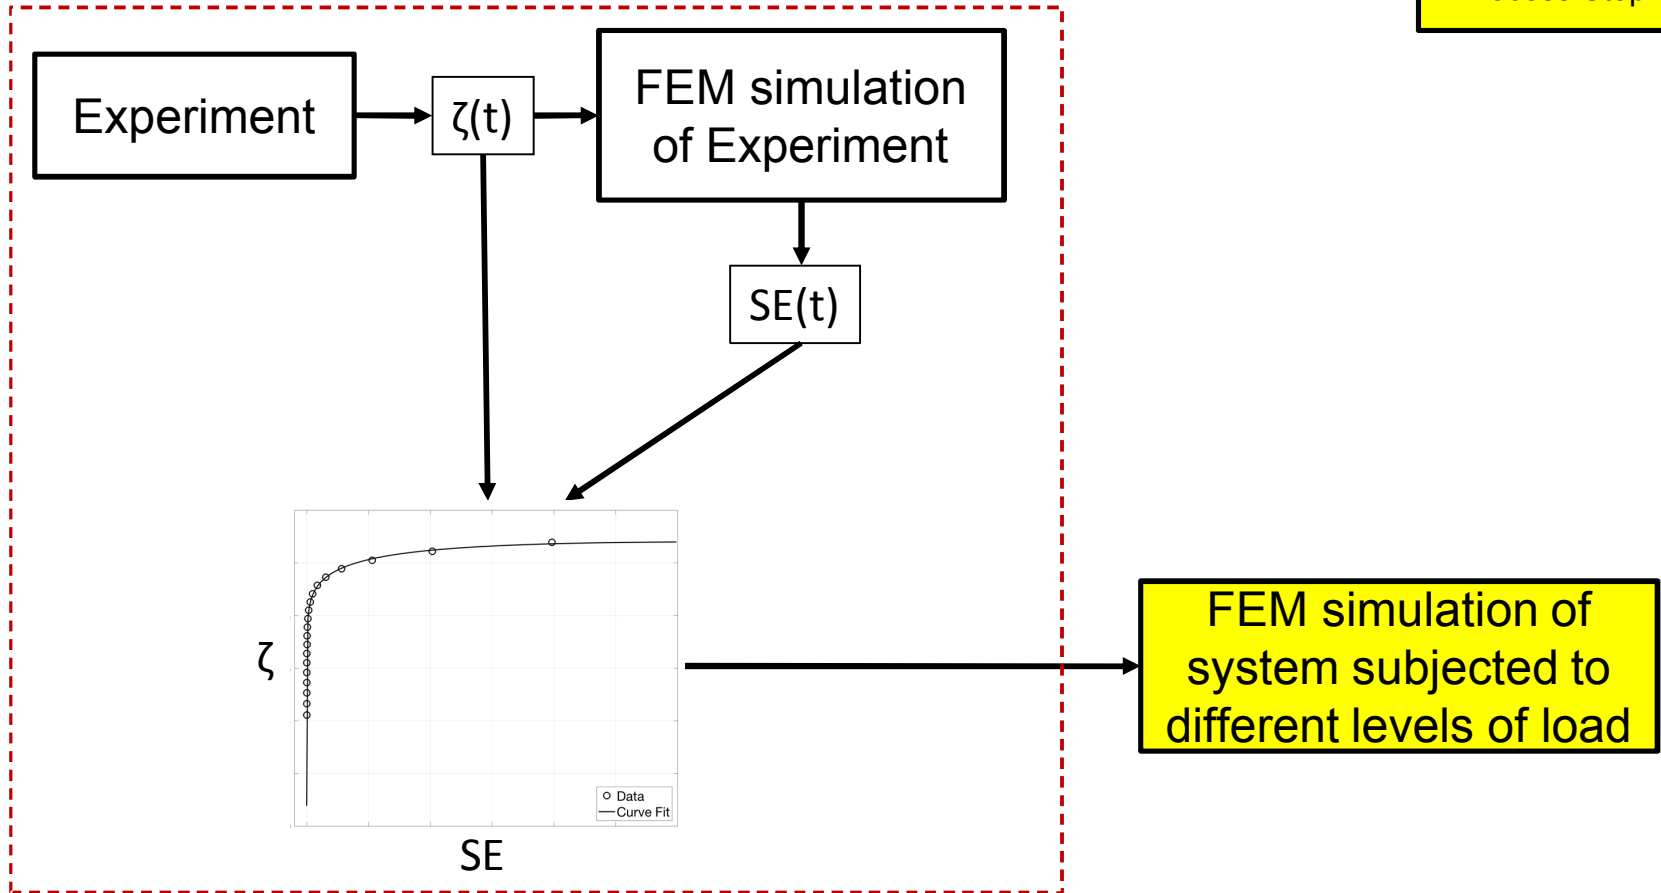 Experiment
ζ(t)
FEM simulation
of Experiment
SE(t)
ζ
Data
Curve Fit
SE
FEM simulation of
system subjected to
different levels of load